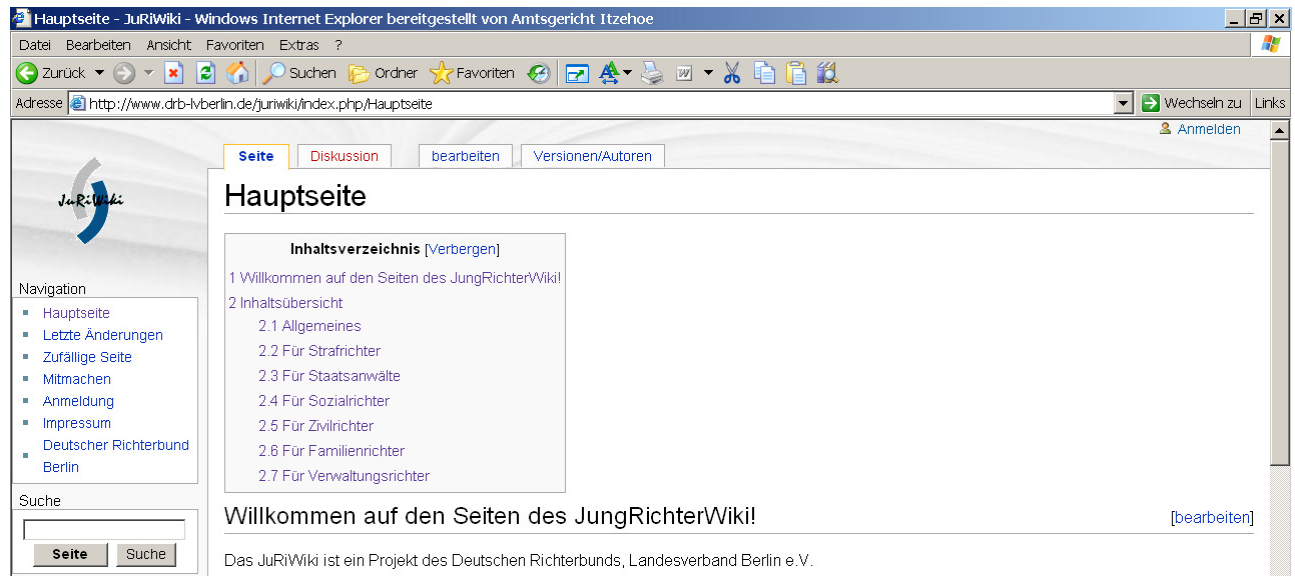 Hauptseite - JuRiWiki - Windows Internet Explorer bereitgestellt von Amtsgericht Itzehoe
Datei Bearbeiten Ansicht Favoriten Extras ?
Zurück Suchen Ordner Favoriten
Adresse http://www.drb-lvberlin.de/juriwiki/index.php/Hauptseite Wechseln zu Links
Anmelden
Seite Diskussion bearbeiten Versionen/Autoren
JuRiWiki
Hauptseite
Inhaltsverzeichnis [Verbergen]
1 Willkommen auf den Seiten des JungRichterWiki!
2 Inhaltsübersicht
2.1 Allgemeines
2.2 Für Strafrichter
2.3 Für Staatsanwälte
2.4 Für Sozialrichter
2.5 Für Zivilrichter
2.6 Für Familienrichter
2.7 Für Verwaltungsrichter
Navigation
Hauptseite
Letzte Änderungen
Zufällige Seite
Mitmachen
Anmeldung
Impressum
Deutscher Richterbund
Berlin
Suche
Seite Suche
Willkommen auf den Seiten des JungRichterWiki! [bearbeiten]
Das JuRiWiki ist ein Projekt des Deutschen Richterbunds, Landesverband Berlin e.V.